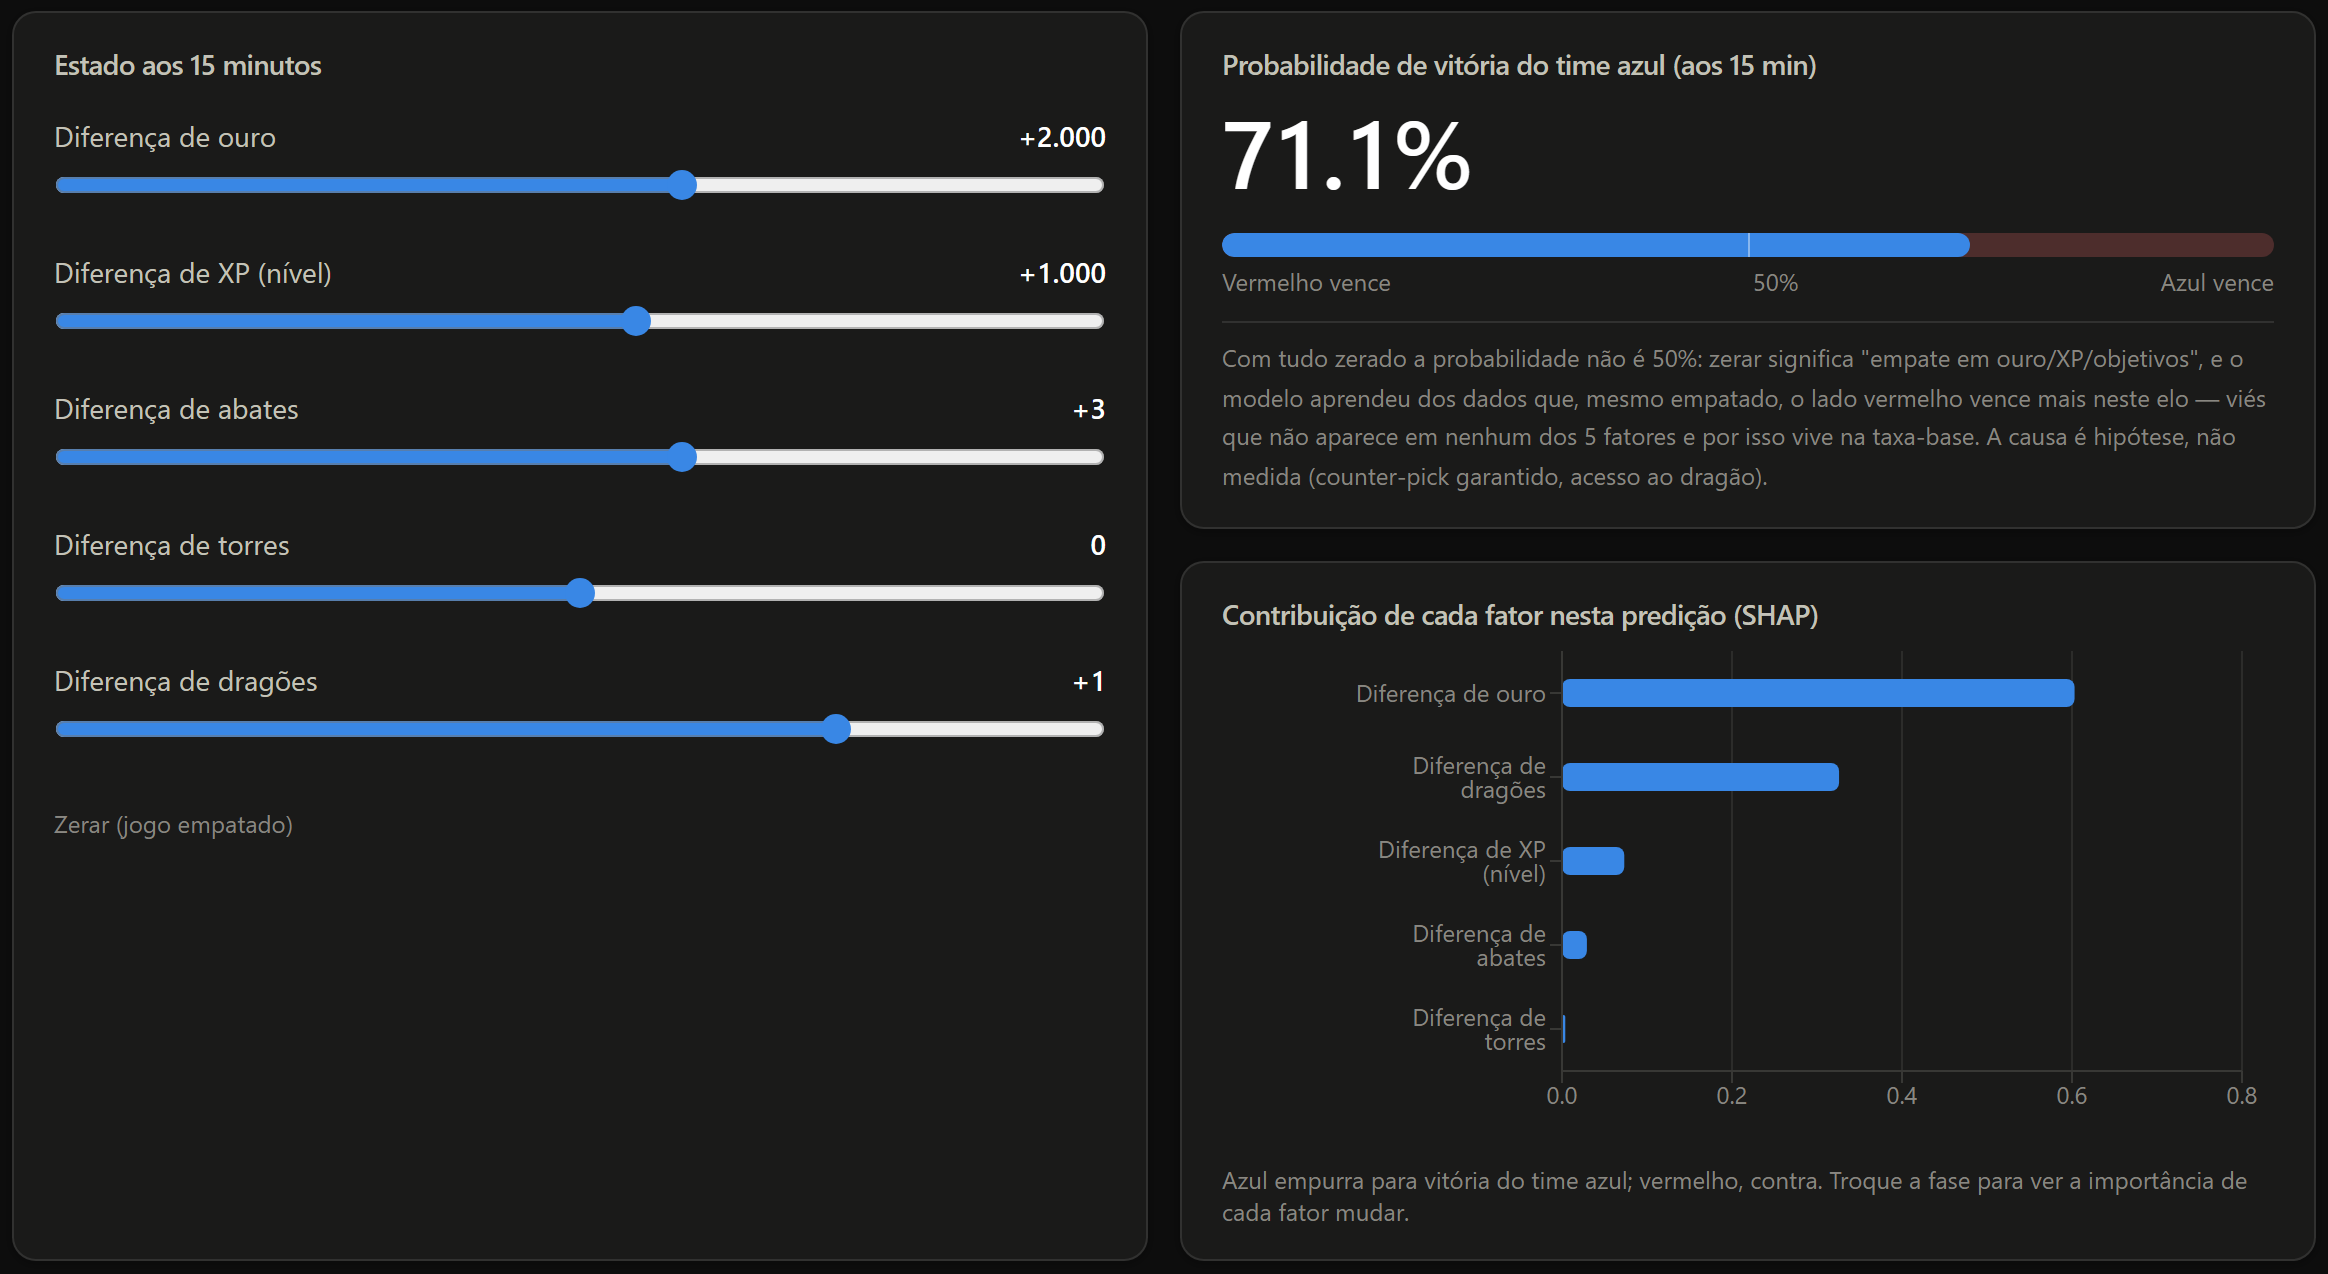 Estado aos 15 minutos
Diferença de ouro +2.000
Diferença de XP (nível) +1.000
Diferença de abates +3
Diferença de torres 0
Diferença de dragões +1
Zerar (jogo empatado)
Probabilidade de vitória do time azul (aos 15 min)
71.1%
Vermelho vence 50% Azul vence
Com tudo zerado a probabilidade não é 50%: zerar significa "empate em ouro/XP/objetivos", e o
modelo aprendeu dos dados que, mesmo empatado, o lado vermelho vence mais neste elo — viés
que não aparece em nenhum dos 5 fatores e por isso vive na taxa-base. A causa é hipótese, não
medida (counter-pick garantido, acesso ao dragão).
Contribuição de cada fator nesta predição (SHAP)
Diferença de ouro
Diferença de
dragões
Diferença de XP
(nível)
Diferença de
abates
Diferença de
torres
0.0 0.2 0.4 0.6 0.8
Azul empurra para vitória do time azul; vermelho, contra. Troque a fase para ver a importância de
cada fator mudar.